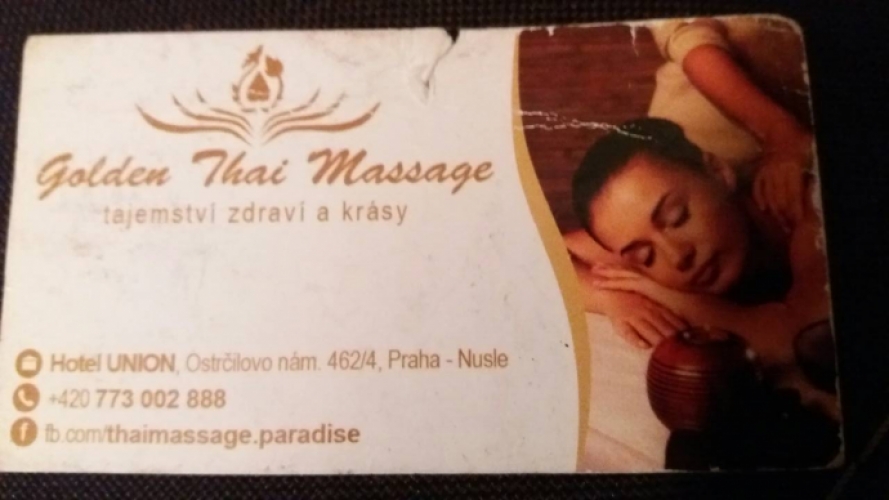 Golden Thai Massage
tajemství zdraví a krásy
Hotel UNION, Ostrčilovo nám. 462/4, Praha - Nusle
+420 773 002 888
fb.com/thaimassage.paradise